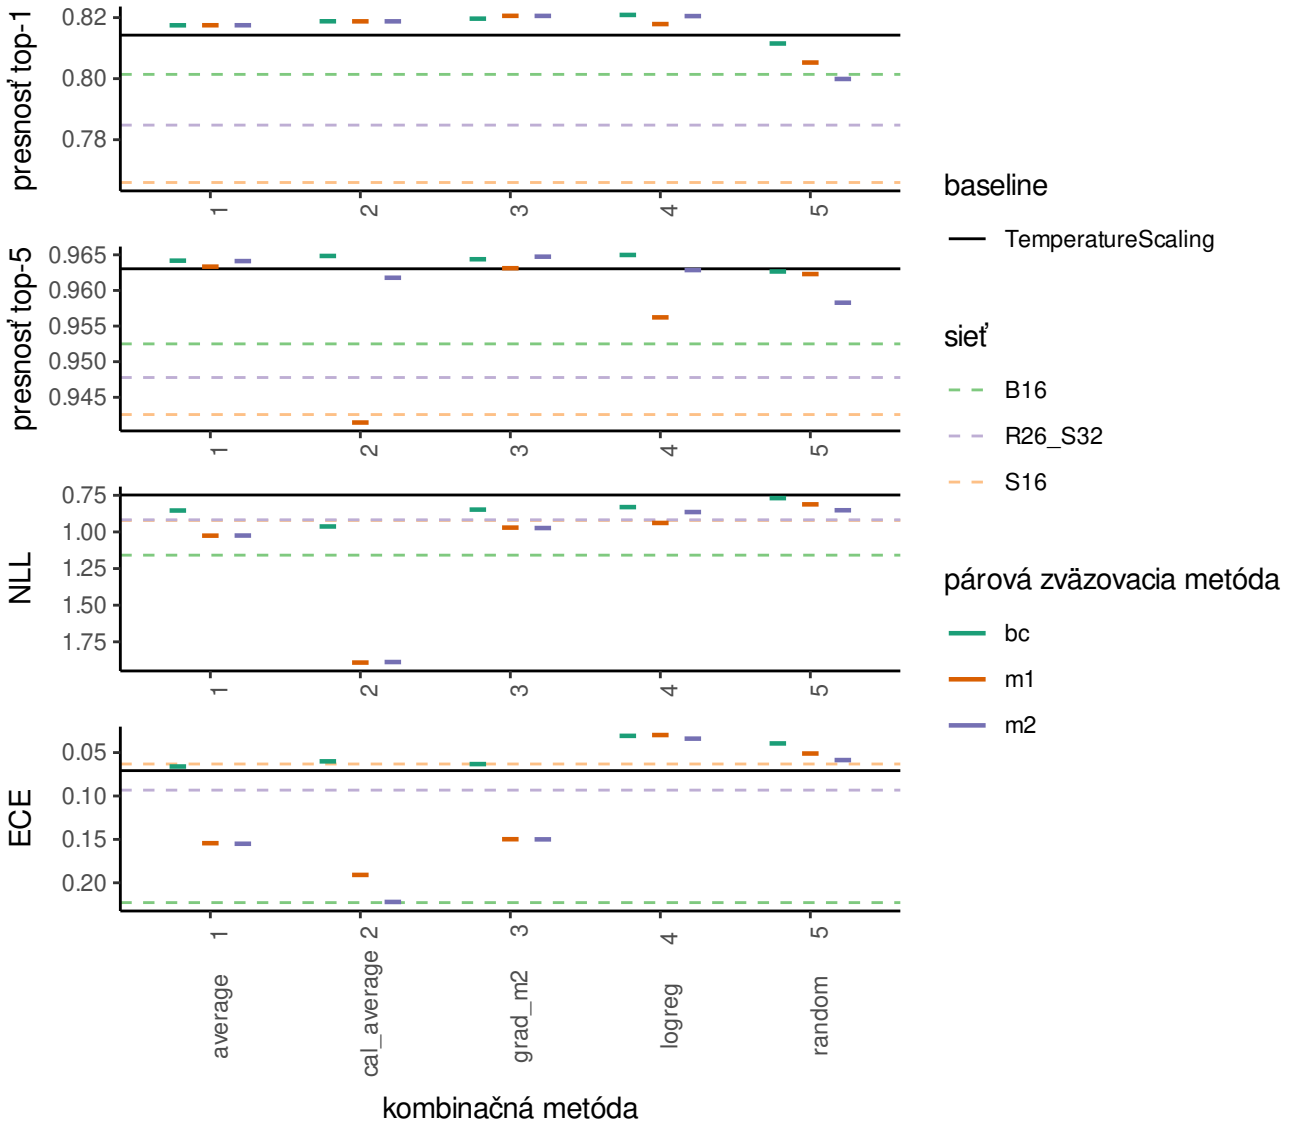 presnosť top-1
0.82
0.80
0.78
1
2
3
4
5
presnosť top-5
0.965
0.960
0.955
0.950
0.945
1
2
3
4
5
NLL
0.75
1.00
1.25
1.50
1.75
1
2
3
4
5
ECE
0.05
0.10
0.15
0.20
average 1
cal_average 2
grad_m2 3
logreg 4
random 5
kombinačná metóda
baseline
TemperatureScaling
sieť
B16
R26_S32
S16
párová zväzovacia metóda
bc
m1
m2